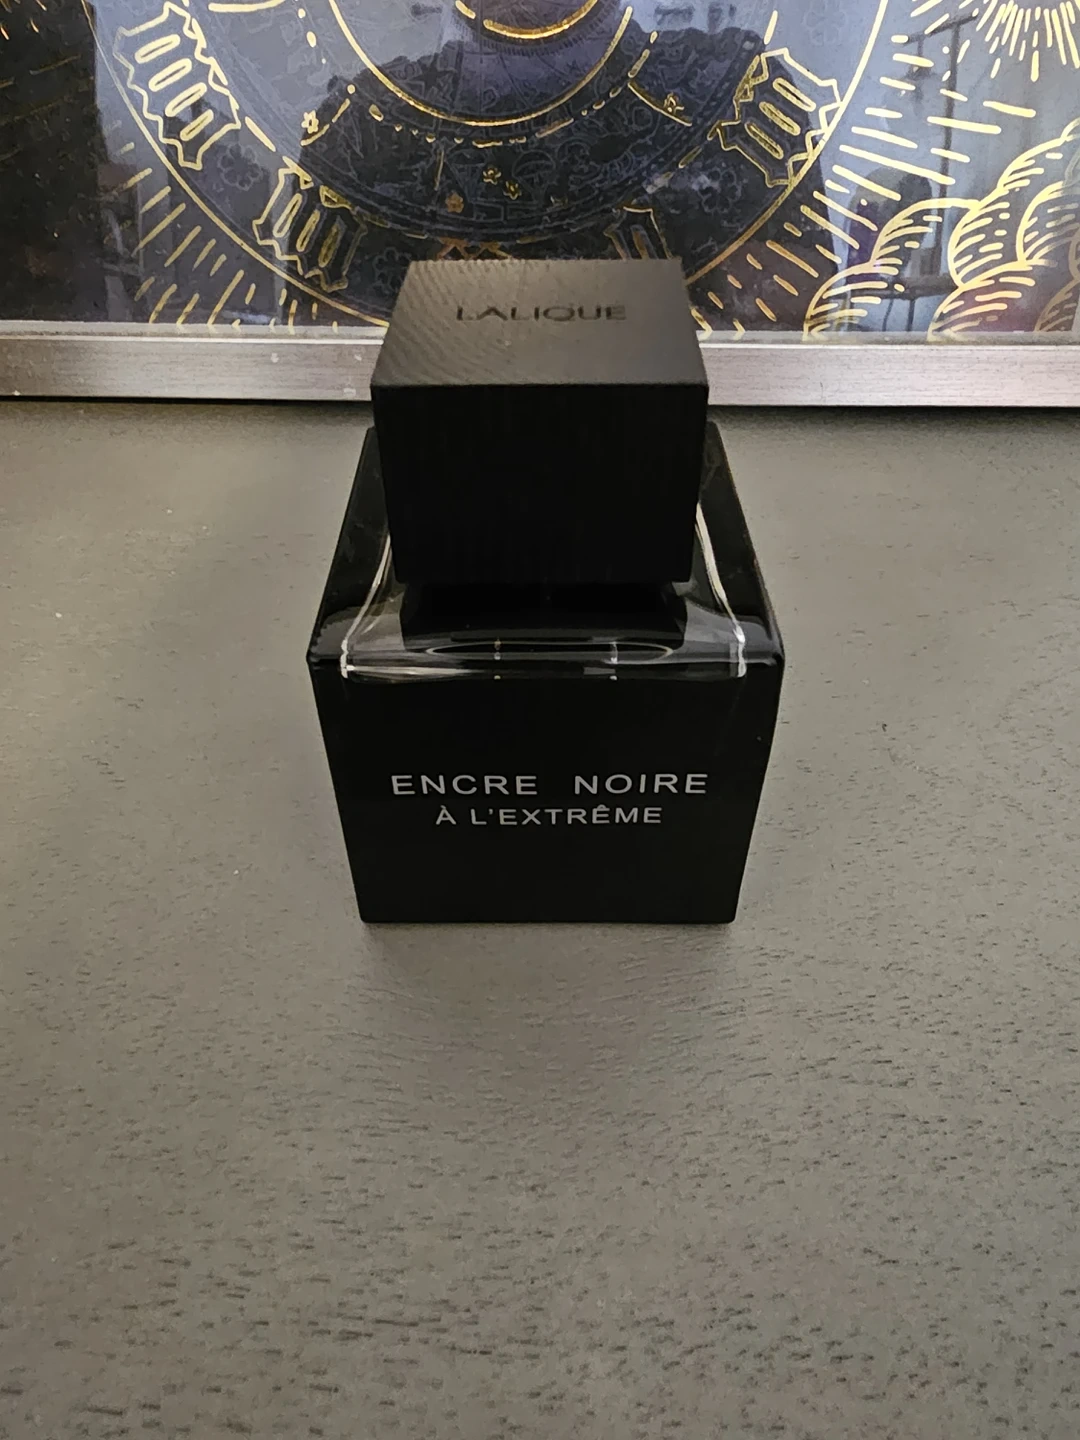 LALIQUE
ENCRE NOIRE
À L'EXTRÊME